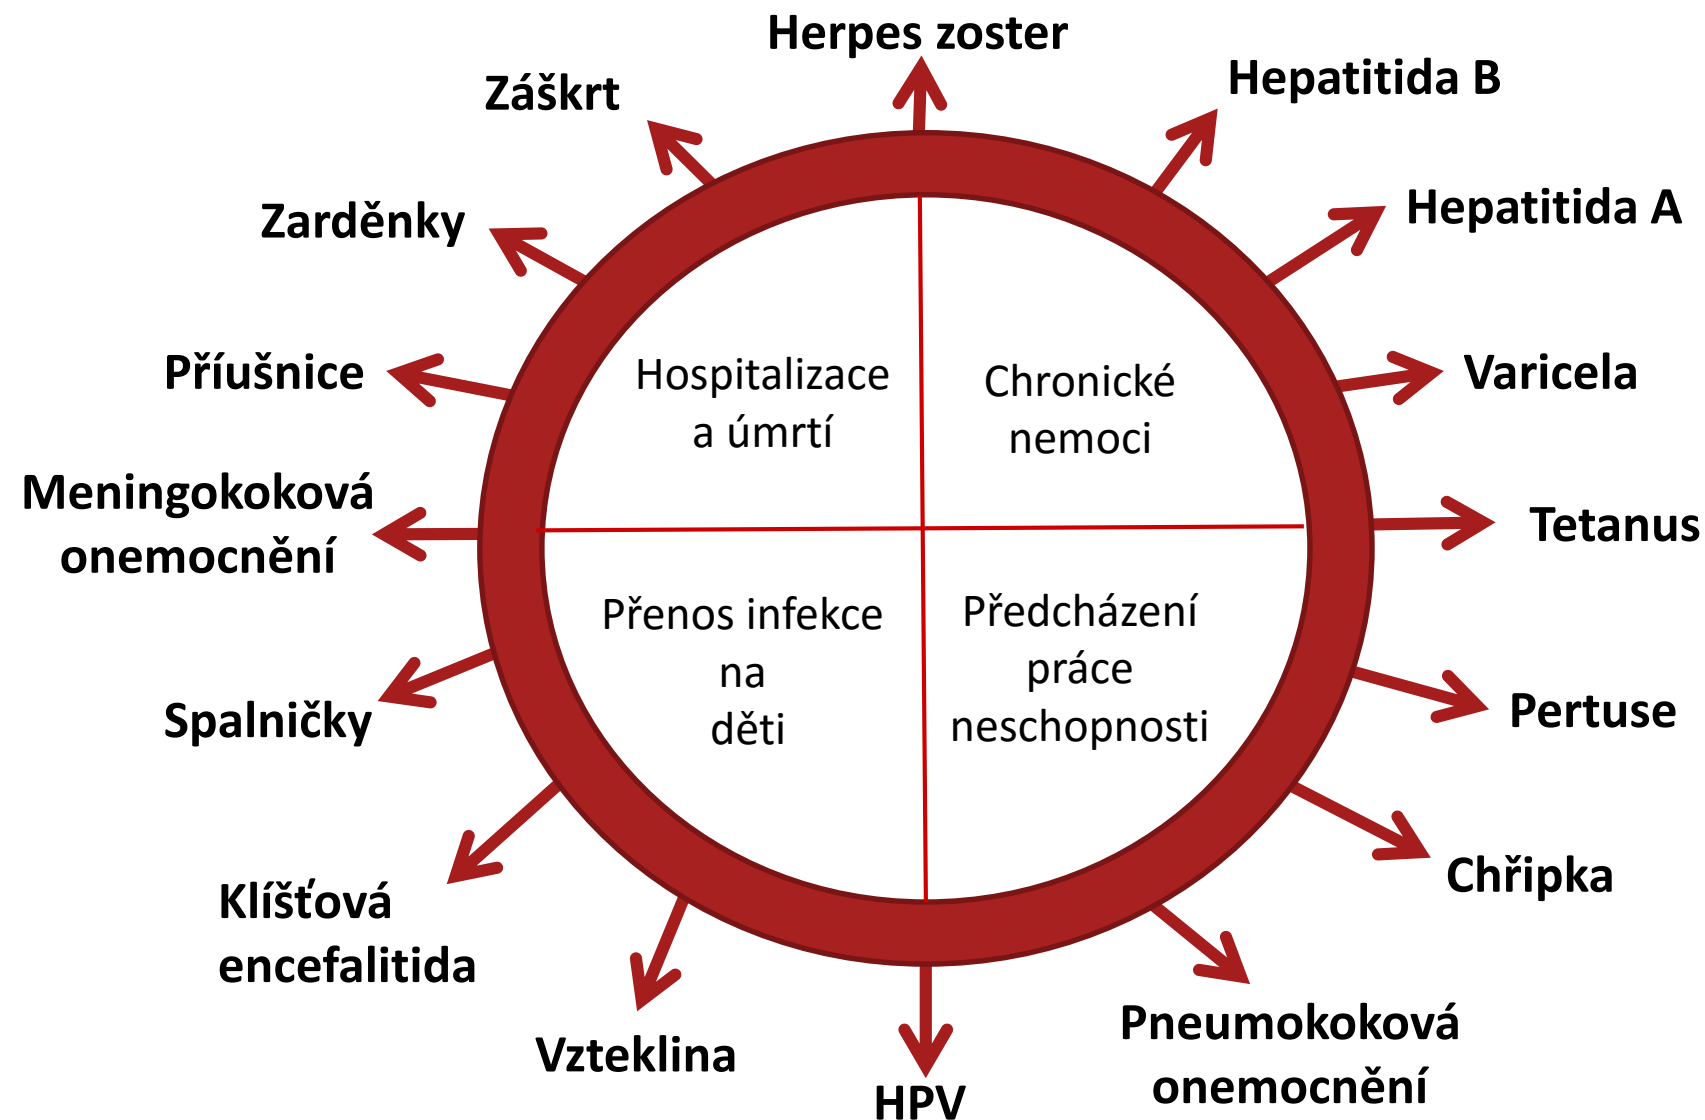 Herpes zoster
Hepatitida B
Hepatitida A
Varicela
Tetanus
Pertuse
Chřipka
Pneumokoková
onemocnění
HPV
Vzteklina
Klíšťová
encefalitida
Spalničky
Meningokoková
onemocnění
Příušnice
Zarděnky
Záškrt
Hospitalizace
a úmrtí
Chronické
nemoci
Přenos infekce
na
děti
Předcházení
práce
neschopnosti